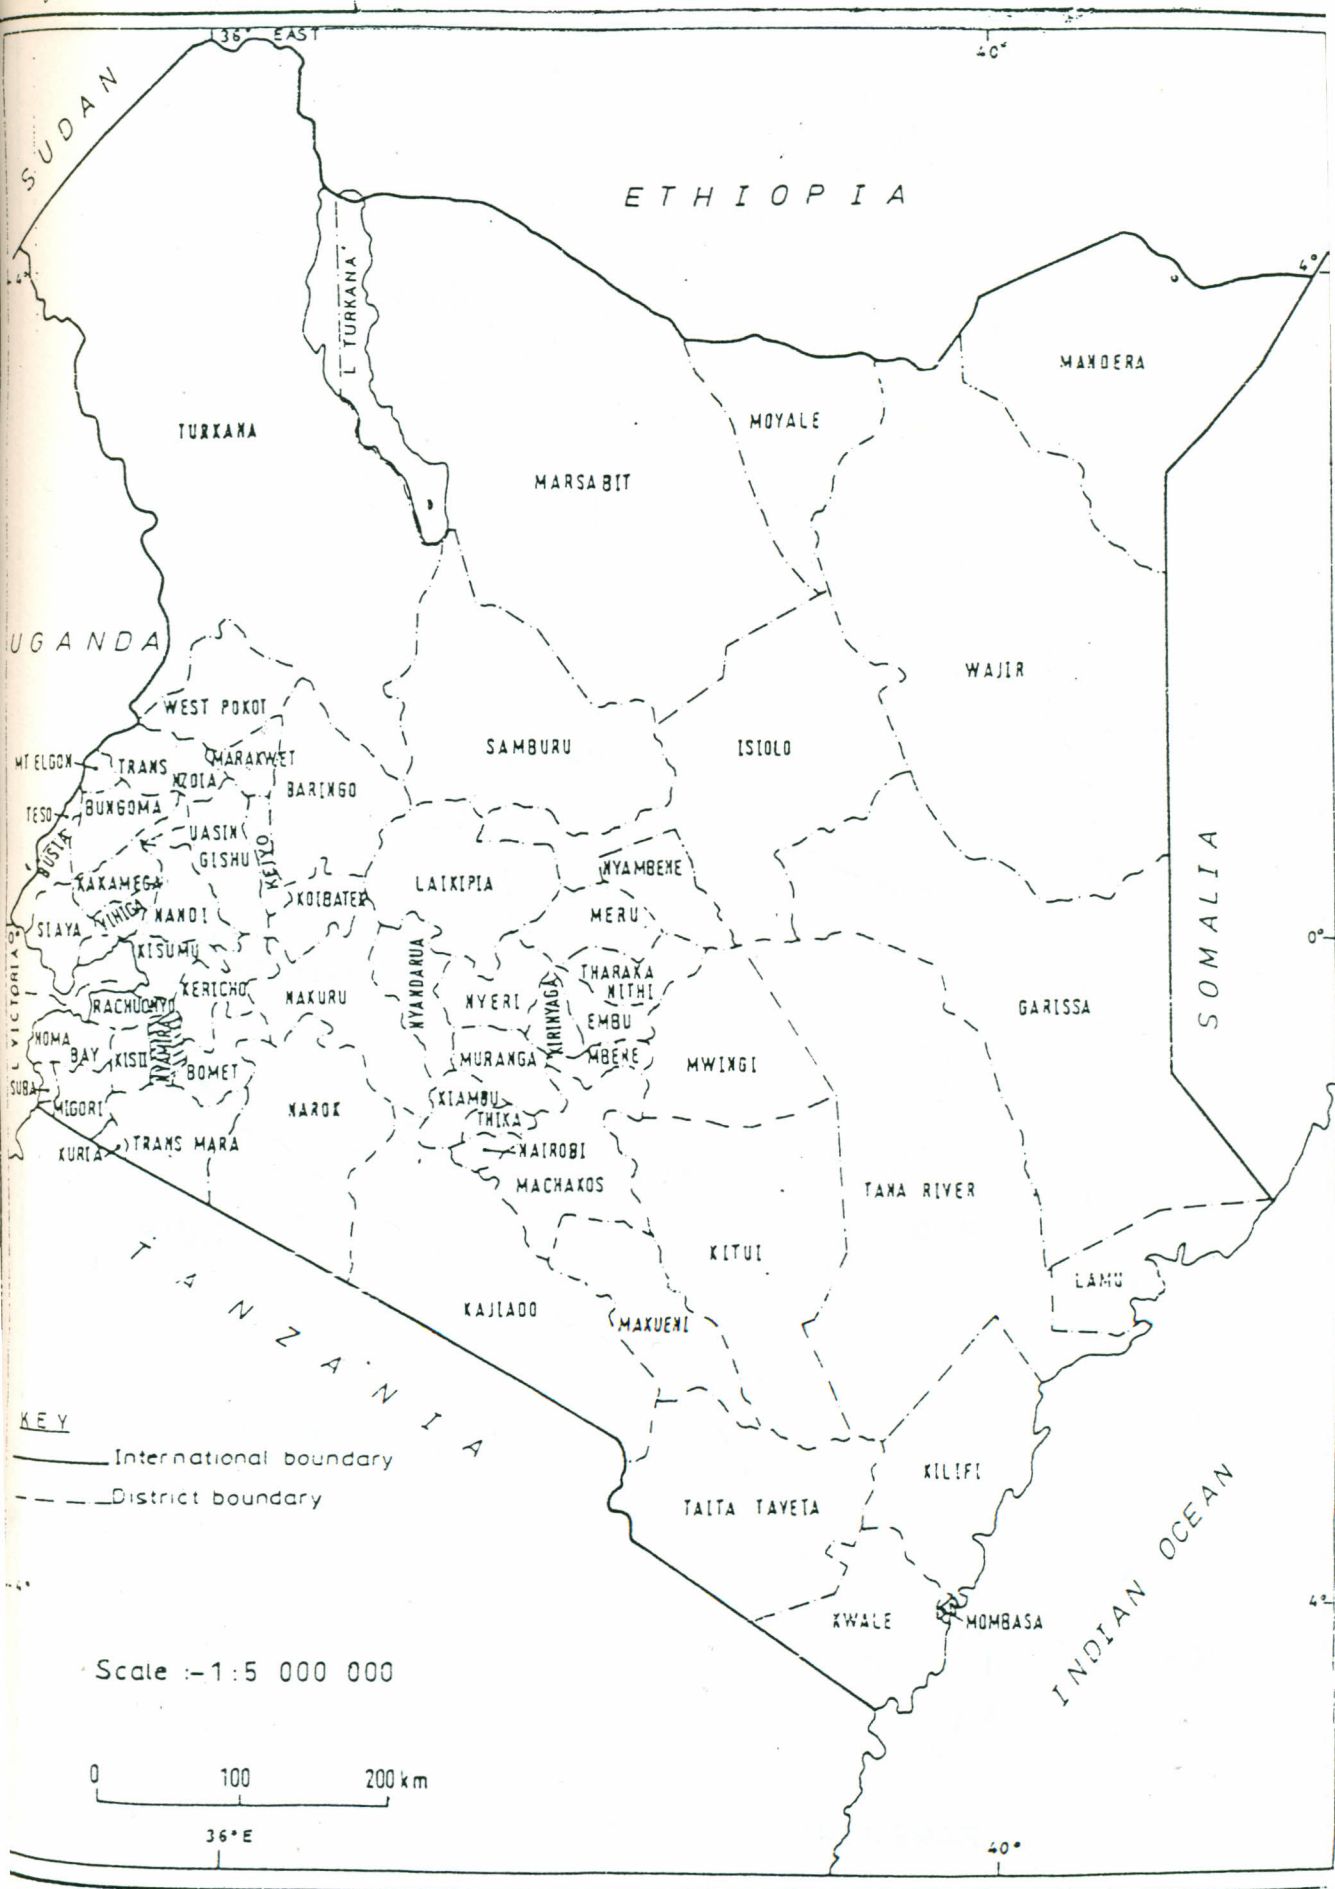 36° EAST
40°
SUDAN
ETHIOPIA
4°
4°
L TURKANA
MANDERA
MOYALE
TURKANA
MARSABIT
UGANDA
WAJIR
WEST POKOT
SAMBURU
ISIOLO
MT ELGON
TRANS
NZOIA
MARAKWET
BARINGO
TESO
BUNGOMA
UASIN
GISHU
BUSIA
KEIYO
SOMALIA
KAKAMEGA
KOIBATEK
LAIKIPIA
NYAMBENE
SIAYA
VIHIGA
NANDI
MERU
0°
0°
KISUMU
L VICTORIA
KERICHO
NAKURU
NYANDARUA
NYERI
KIRINYAGA
THARAKA
NITHI
GARISSA
RACHUONYO
EMBU
HOMA
BAY
KISII
NYAMIRA
BOMET
MURANGA
MBERE
MWINGI
SUBA
MIGORI
NAROK
KIAMBU
THIKA
KURIA
TRANS MARA
NAIROBI
MACHAKOS
TANA RIVER
KITUI
LAMU
TANZANIA
KAJIADO
MAKUENI
KEY
International boundary
District boundary
KILIFI
TAITA TAVETA
INDIAN OCEAN
4°
4°
KWALE
MOMBASA
Scale :-1:5 000 000
0 100 200 km
36°E
40°